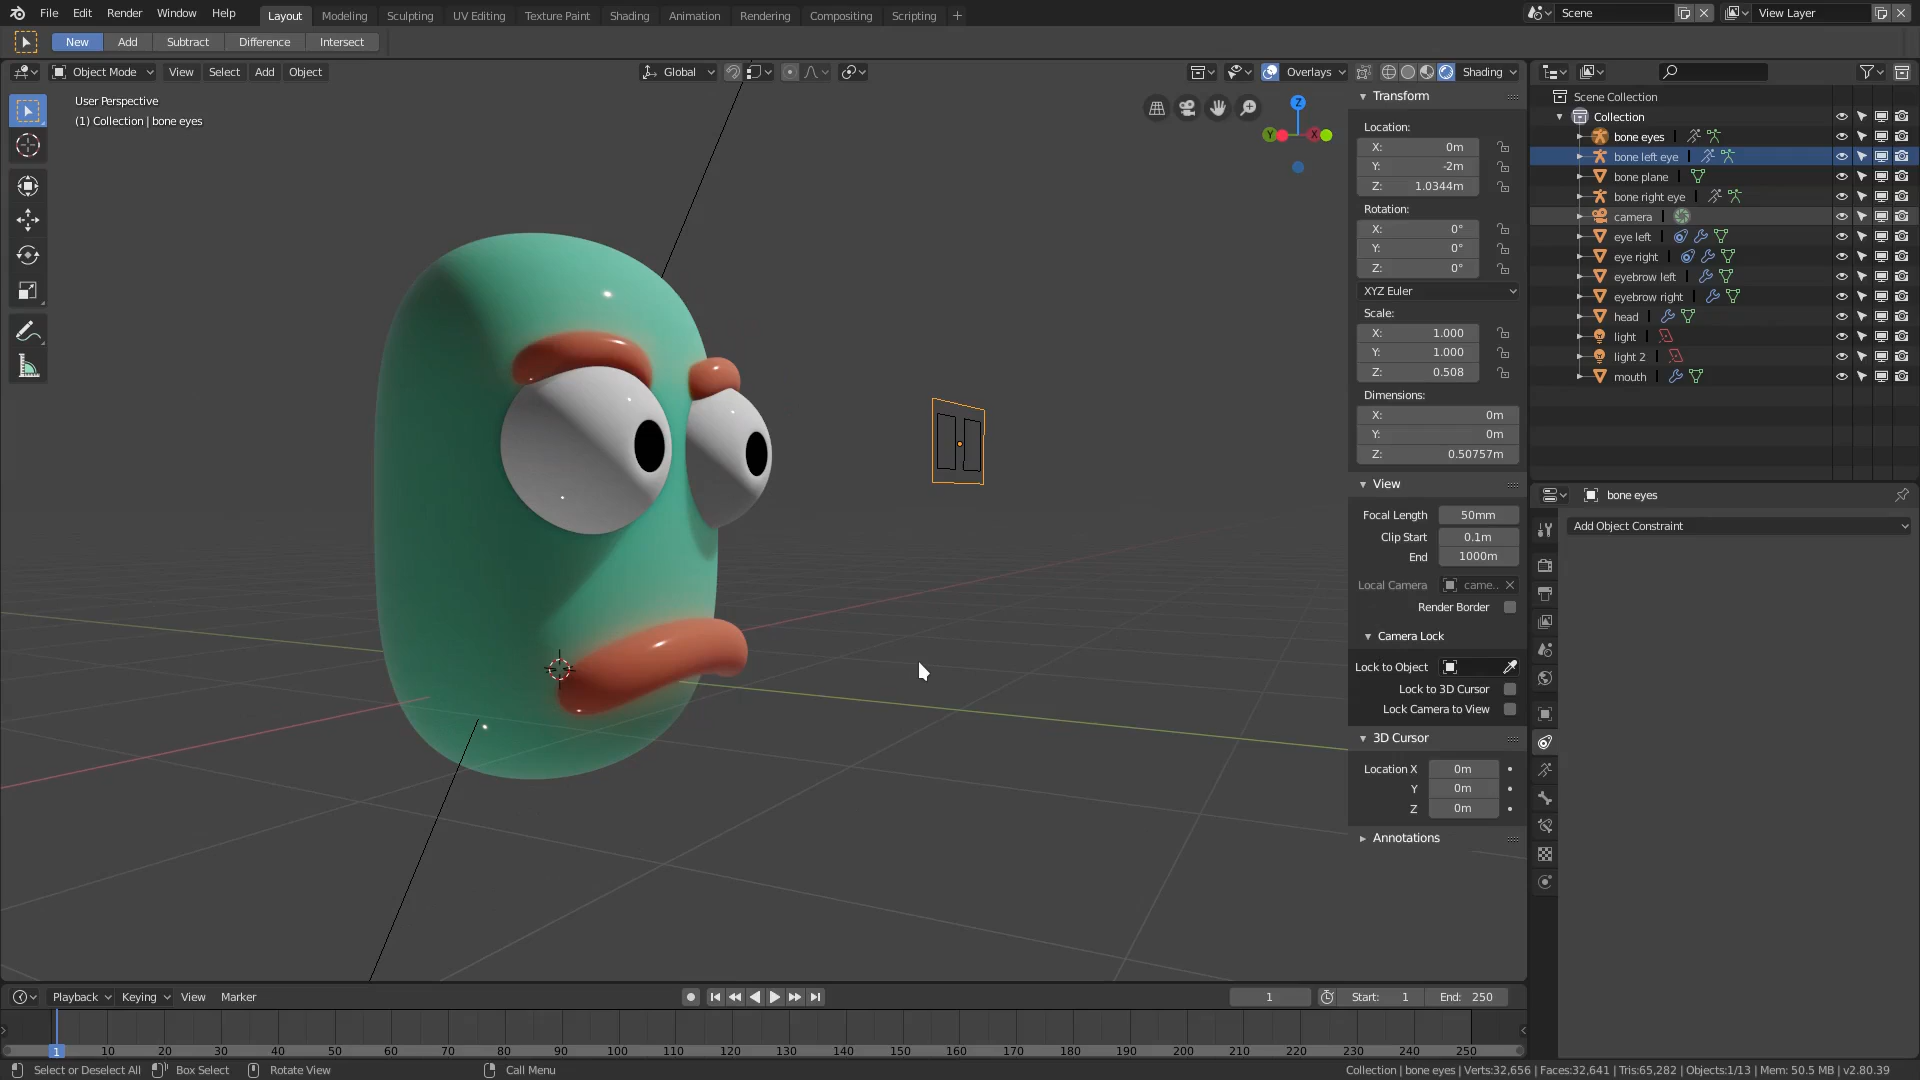 File Edit Render Window Help Layout Modeling Sculpting UV Editing Texture Paint Shading Animation Rendering Compositing Scripting + Scene View Layer
New Add Subtract Difference Intersect
Object Mode View Select Add Object Global Overlays Shading
User Perspective
(1) Collection | bone eyes
Z
Y X
Transform
Location:
X: 0m
Y: -2m
Z: 1.0344m
Rotation:
X: 0°
Y: 0°
Z: 0°
XYZ Euler
Scale:
X: 1.000
Y: 1.000
Z: 0.508
Dimensions:
X: 0m
Y: 0m
Z: 0.50757m
View
Focal Length 50mm
Clip Start 0.1m
End 1000m
Local Camera came..
Render Border
Camera Lock
Lock to Object
Lock to 3D Cursor
Lock Camera to View
3D Cursor
Location X 0m
Y 0m
Z 0m
Annotations
Scene Collection
Collection
bone eyes
bone left eye
bone plane
bone right eye
camera
eye left
eye right
eyebrow left
eyebrow right
head
light
light 2
mouth
bone eyes
Add Object Constraint
Playback Keying View Marker 1 Start: 1 End: 250
1 10 20 30 40 50 60 70 80 90 100 110 120 130 140 150 160 170 180 190 200 210 220 230 240 250
Select or Deselect All Box Select Rotate View Call Menu Collection | bone eyes | Verts:32,656 | Faces:32,641 | Tris:65,282 | Objects:1/13 | Mem: 50.5 MB | v2.80.39